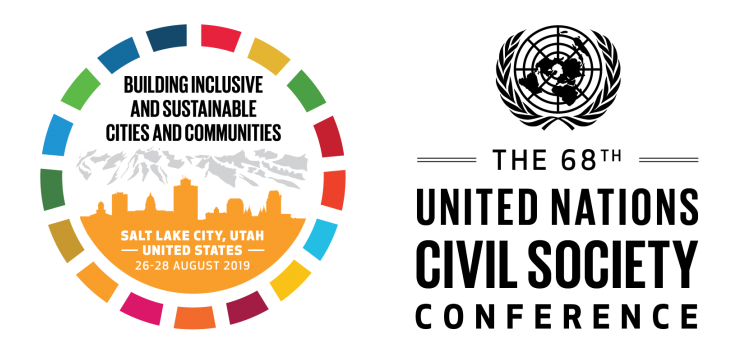 BUILDING INCLUSIVE
AND SUSTAINABLE
CITIES AND COMMUNITIES
SALT LAKE CITY, UTAH
— UNITED STATES —
26-28 AUGUST 2019
THE 68TH
UNITED NATIONS
CIVIL SOCIETY
CONFERENCE